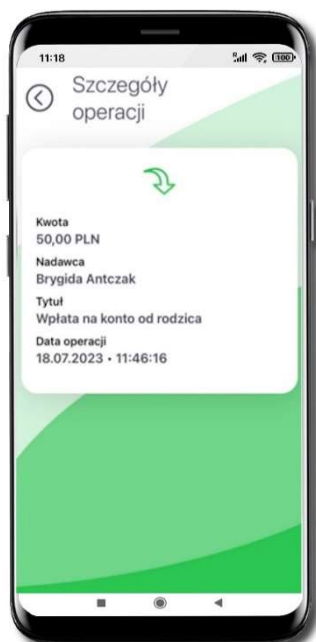 11:18
100
Szczegóły
operacji
Kwota
50,00 PLN
Nadawca
Brygida Antczak
Tytuł
Wpłata na konto od rodzica
Data operacji
18.07.2023 • 11:46:16